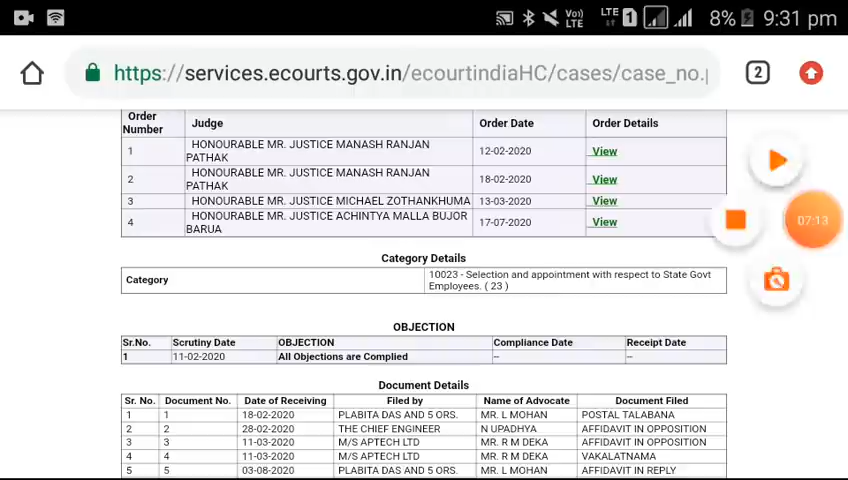 Vo)) LTE LTE 1 8% 9:31 pm
https://services.ecourts.gov.in/ecourtindiaHC/cases/case_no.p 2
Order Number Judge Order Date Order Details
1 HONOURABLE MR. JUSTICE MANASH RANJAN PATHAK 12-02-2020 View
2 HONOURABLE MR. JUSTICE MANASH RANJAN PATHAK 18-02-2020 View
3 HONOURABLE MR. JUSTICE MICHAEL ZOTHANKHUMA 13-03-2020 View
4 HONOURABLE MR. JUSTICE ACHINTYA MALLA BUJOR BARUA 17-07-2020 View
07:13
Category Details
Category 10023 - Selection and appointment with respect to State Govt Employees. ( 23 )
OBJECTION
Sr.No. Scrutiny Date OBJECTION Compliance Date Receipt Date
1 11-02-2020 All Objections are Complied -- --
Document Details
Sr. No. Document No. Date of Receiving Filed by Name of Advocate Document Filed
1 1 18-02-2020 PLABITA DAS AND 5 ORS. MR. L MOHAN POSTAL TALABANA
2 2 28-02-2020 THE CHIEF ENGINEER N UPADHYA AFFIDAVIT IN OPPOSITION
3 3 11-03-2020 M/S APTECH LTD MR. R M DEKA AFFIDAVIT IN OPPOSITION
4 4 11-03-2020 M/S APTECH LTD MR. R M DEKA VAKALATNAMA
5 5 03-08-2020 PLABITA DAS AND 5 ORS. MR. L MOHAN AFFIDAVIT IN REPLY